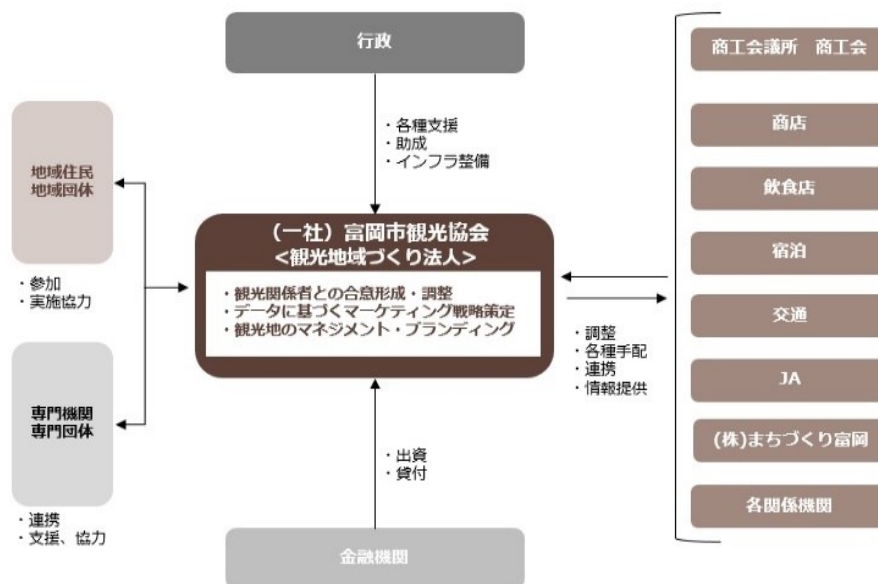 行政
・各種支援
・助成
・インフラ整備
地域住民
地域団体
・参加
・実施協力
専門機関
専門団体
・連携
・支援、協力
（一社）富岡市観光協会
<観光地域づくり法人>
・観光関係者との合意形成・調整
・データに基づくマーケティング戦略策定
・観光地のマネジメント・ブランディング
・出資
・貸付
金融機関
・調整
・各種手配
・連携
・情報提供
商工会議所　商工会
商店
飲食店
宿泊
交通
JA
(株)まちづくり富岡
各関係機関